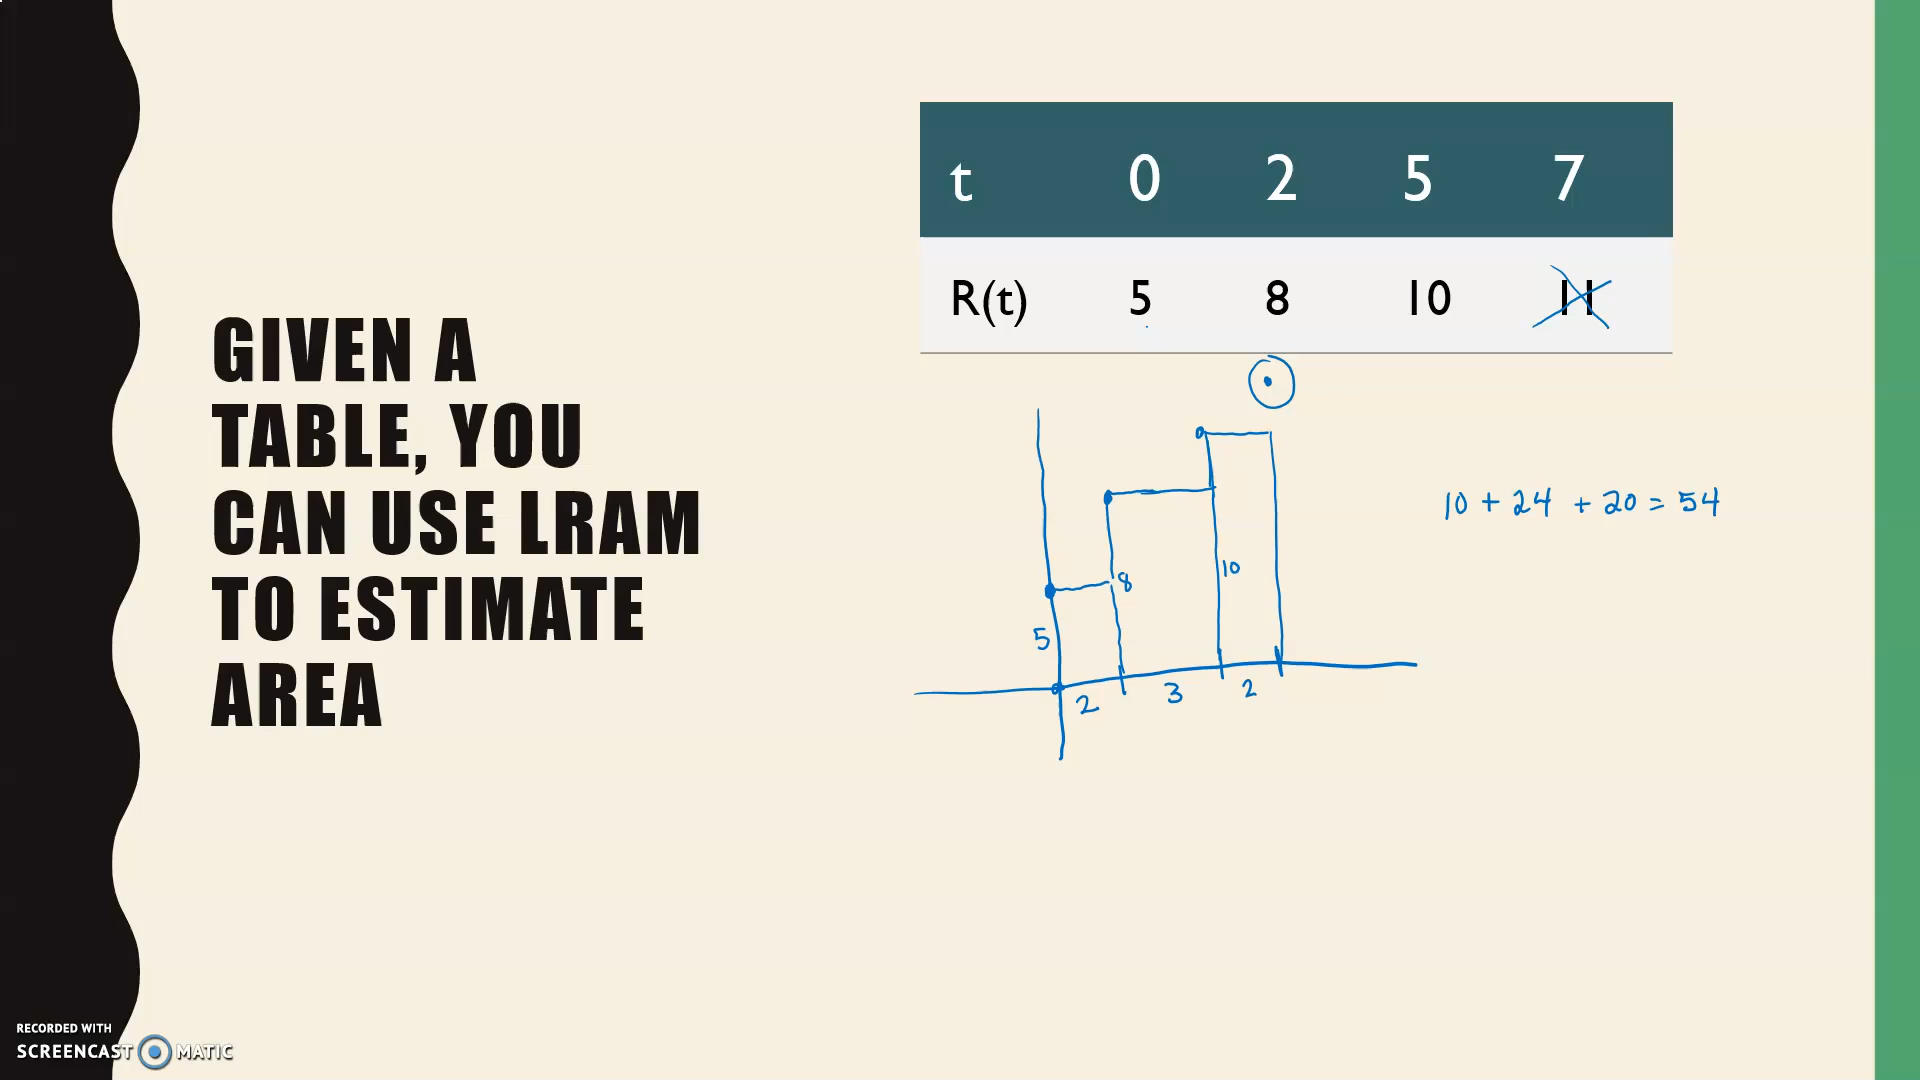 GIVEN A
TABLE, YOU
CAN USE LRAM
TO ESTIMATE
AREA
t 0 2 5 7
R(t) 5 8 10 11
10 + 24 + 20 = 54
10
8
5
2 3 2
RECORDED WITH
SCREENCAST MATIC